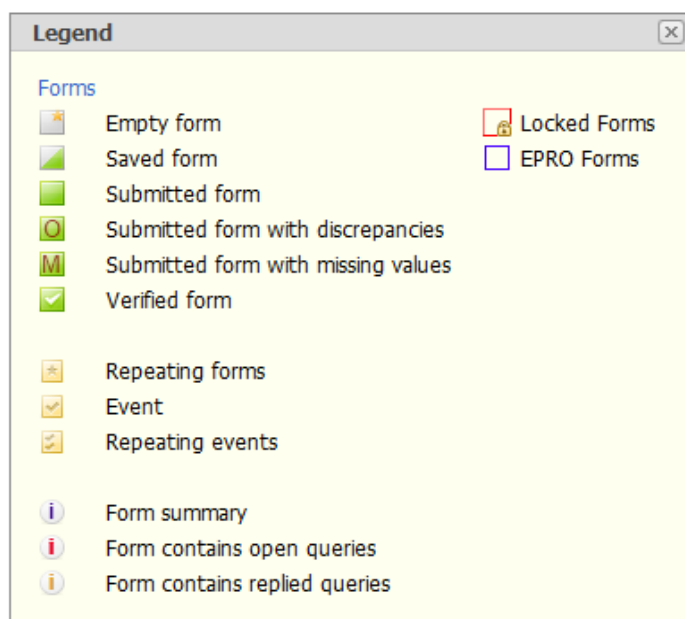 Legend
Forms
Empty form
Locked Forms
Saved form
EPRO Forms
Submitted form
O Submitted form with discrepancies
M Submitted form with missing values
Verified form
Repeating forms
Event
Repeating events
i Form summary
i Form contains open queries
i Form contains replied queries